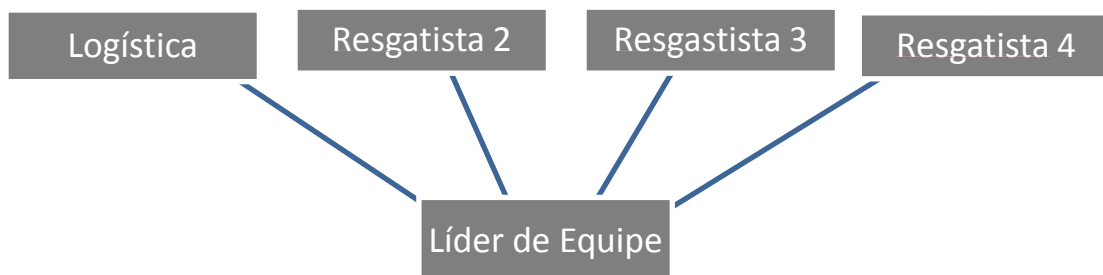 Logística
Resgatista 2
Resgastista 3
Resgatista 4
Líder de Equipe